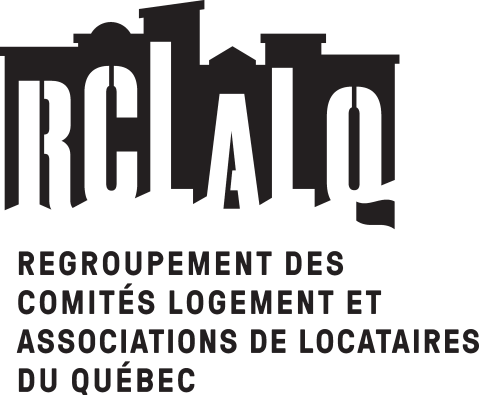 RCLALQ
REGROUPEMENT DES
COMITÉS LOGEMENT ET
ASSOCIATIONS DE LOCATAIRES
DU QUÉBEC